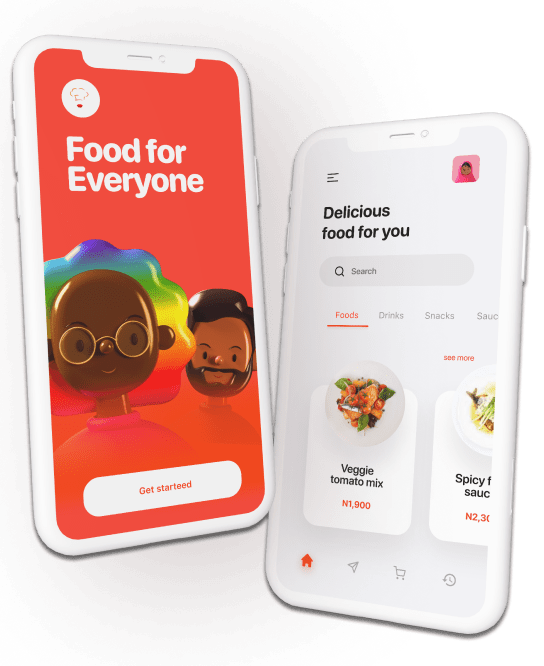 Food for
Everyone
Get starteed
Delicious
food for you
Search
Foods
Drinks
Snacks
Sauc
see more
Veggie
tomato mix
N1,900
Spicy f
sauc
N2,30